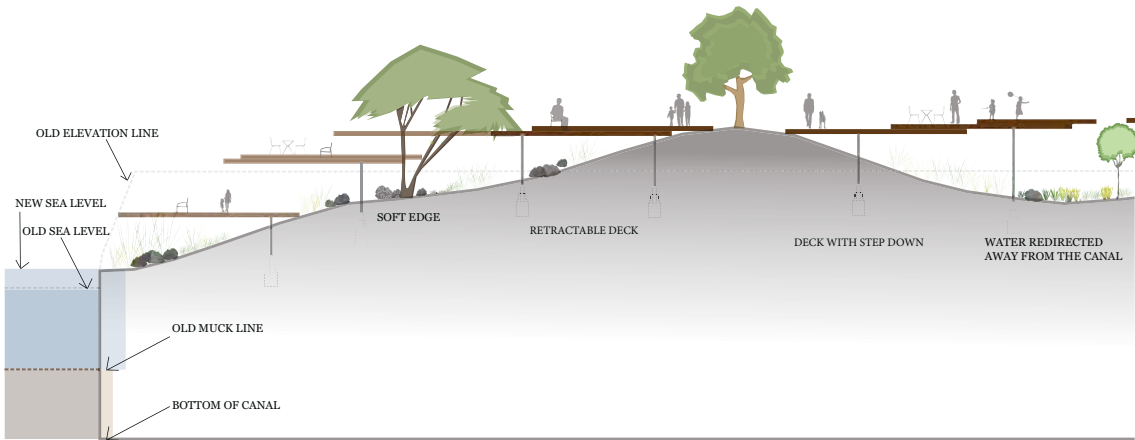 OLD ELEVATION LINE
NEW SEA LEVEL
OLD SEA LEVEL
SOFT EDGE
RETRACTABLE DECK
DECK WITH STEP DOWN
WATER REDIRECTED
AWAY FROM THE CANAL
OLD MUCK LINE
BOTTOM OF CANAL